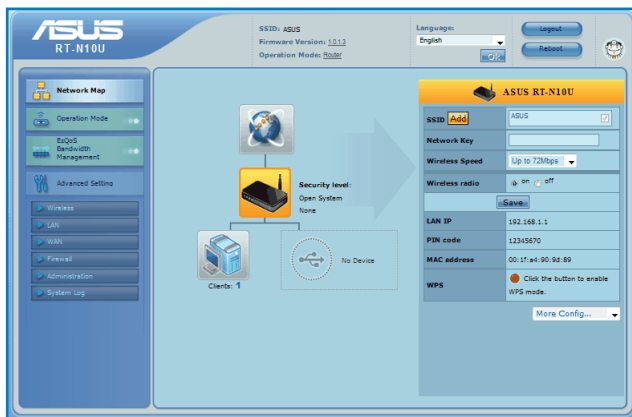 ASUS
RT-N10U
SSID: ASUS
Firmware Version: 1.0.1.3
Operation Mode: Router
Language:
English
OK
Logout
Reboot
Network Map
Operation Mode
EzQoS
Bandwidth
Management
Advanced Setting
Wireless
LAN
WAN
Firewall
Administration
System Log
Security level:
Open System
None
Clients: 1
No Device
ASUS RT-N10U
SSID Add
ASUS
Network Key
Wireless Speed
Up to 72Mbps
Wireless radio
on off
Save
LAN IP
192.168.1.1
PIN code
12345670
MAC address
00:1f:a4:90:9d:89
WPS
Click the button to enable
WPS mode.
More Config...